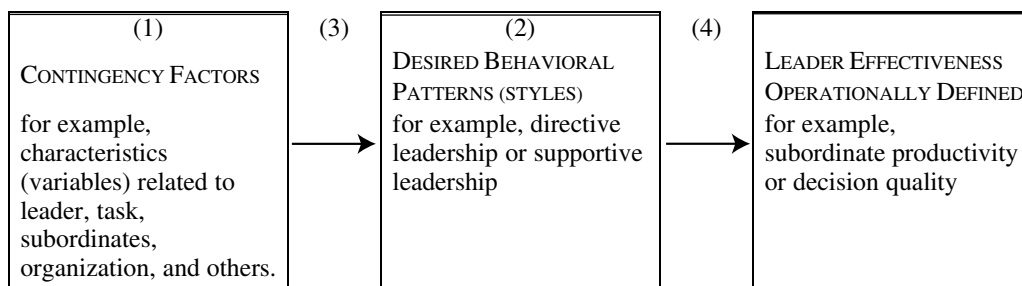 (1)
CONTINGENCY FACTORS
for example,
characteristics
(variables) related to
leader, task,
subordinates,
organization, and others.
(3)
(2)
DESIRED BEHAVIORAL
PATTERNS (STYLES)
for example, directive
leadership or supportive
leadership
(4)
LEADER EFFECTIVENESS
OPERATIONALLY DEFINED
for example,
subordinate productivity
or decision quality